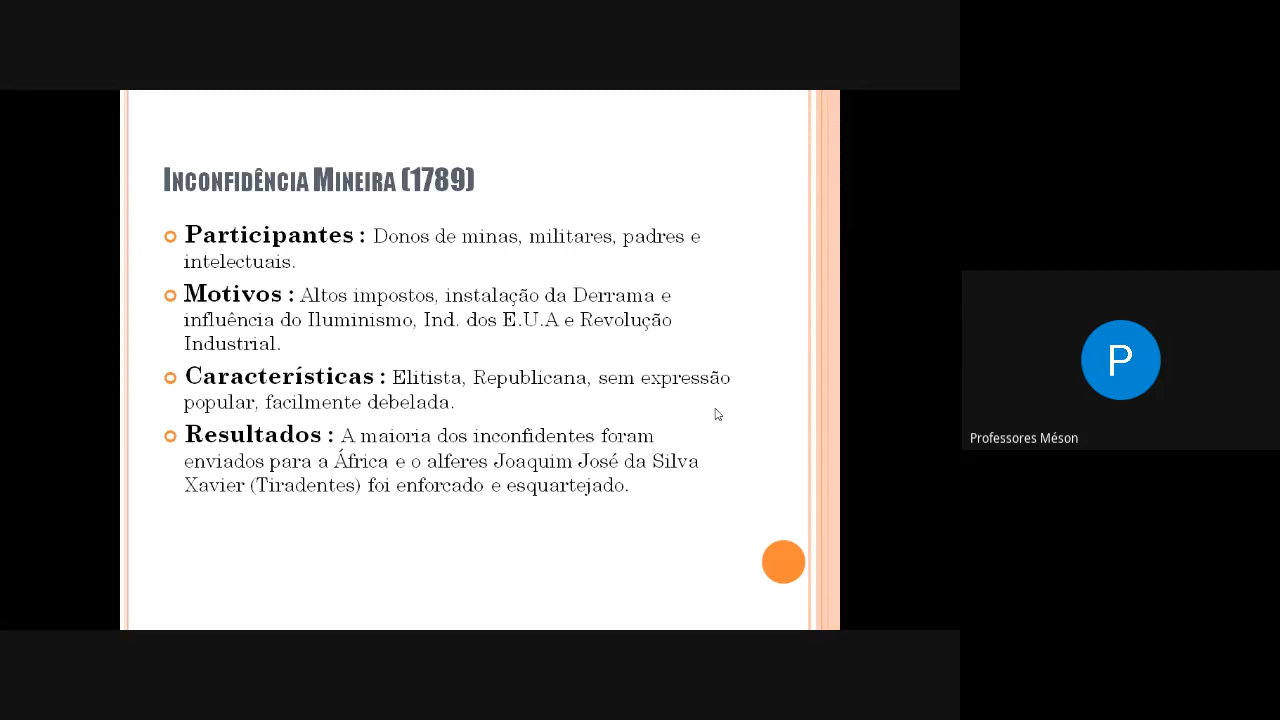 INCONFIDÊNCIA MINEIRA (1789)
Participantes : Donos de minas, militares, padres e
intelectuais.
Motivos : Altos impostos, instalação da Derrama e
influência do Iluminismo, Ind. dos E.U.A e Revolução
Industrial.
Características : Elitista, Republicana, sem expressão
popular, facilmente debelada.
Resultados : A maioria dos inconfidentes foram
enviados para a África e o alferes Joaquim José da Silva
Xavier (Tiradentes) foi enforcado e esquartejado.
P
Professores Méson